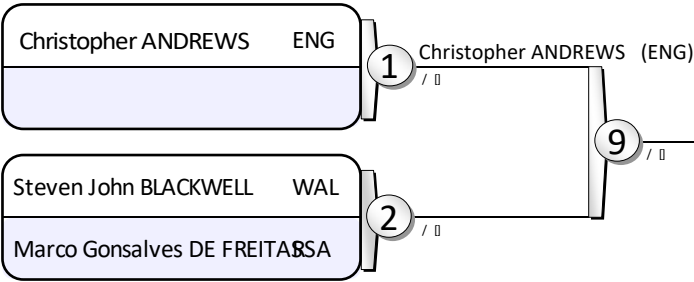 Christopher ANDREWS ENG
1
Christopher ANDREWS (ENG)
/ []
Steven John BLACKWELL WAL
2
/ []
Marco Gonsalves DE FREITAS RSA
9
/ []